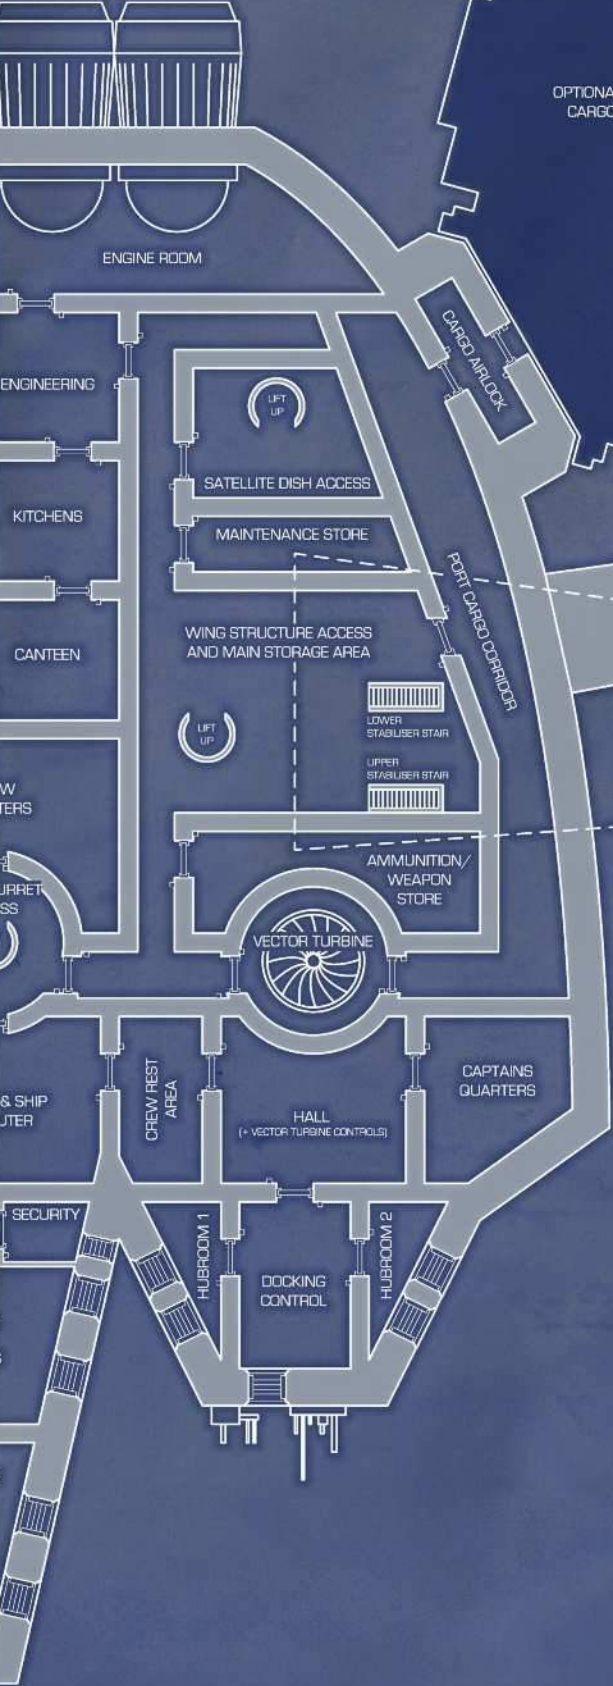 OPTIONA
CARGO
ENGINE ROOM
CARGO AIRLOCK
ENGINEERING
LIFT
UP
SATELLITE DISH ACCESS
KITCHENS
MAINTENANCE STORE
PORT CARGO CORRIDOR
WING STRUCTURE ACCESS
AND MAIN STORAGE AREA
CANTEEN
LOWER
STABILISER STAIR
LIFT
UP
UPPER
STABILISER STAIR
W
TERS
AMMUNITION/
WEAPON
STORE
URRET
SS
VECTOR TURBINE
CREW REST
AREA
CAPTAINS
QUARTERS
& SHIP
UTER
HALL
(+ VECTOR TURBINE CONTROLS)
SECURITY
HUBROOM 1
HUBROOM 2
DOCKING
CONTROL
S